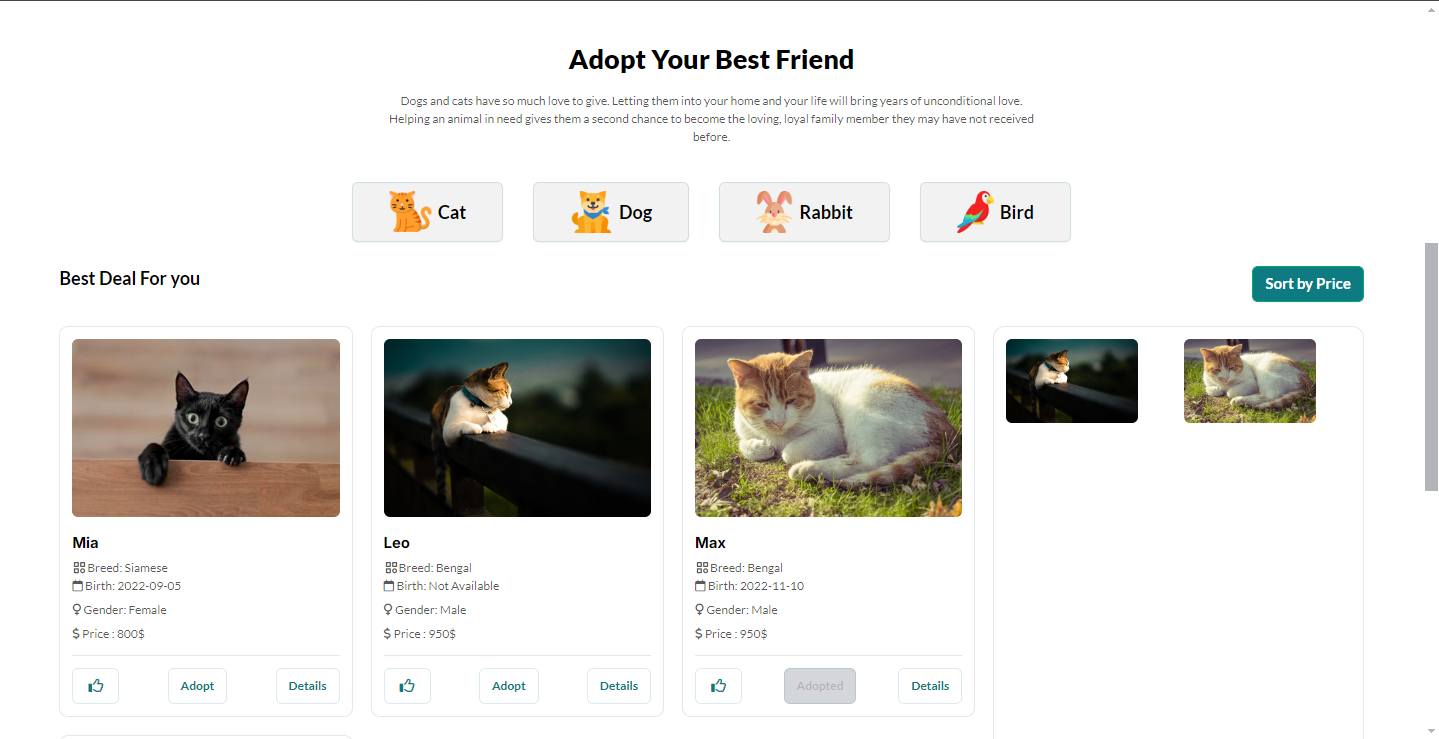 Adopt Your Best Friend
Dogs and cats have so much love to give. Letting them into your home and your life will bring years of unconditional love.
Helping an animal in need gives them a second chance to become the loving, loyal family member they may have not received
before.
Cat
Dog
Rabbit
Bird
Best Deal For you
Sort by Price
Mia
Breed: Siamese
Birth: 2022-09-05
Gender: Female
$ Price : 800$
Adopt
Details
Leo
Breed: Bengal
Birth: Not Available
Gender: Male
$ Price : 950$
Adopt
Details
Max
Breed: Bengal
Birth: 2022-11-10
Gender: Male
$ Price : 950$
Adopted
Details